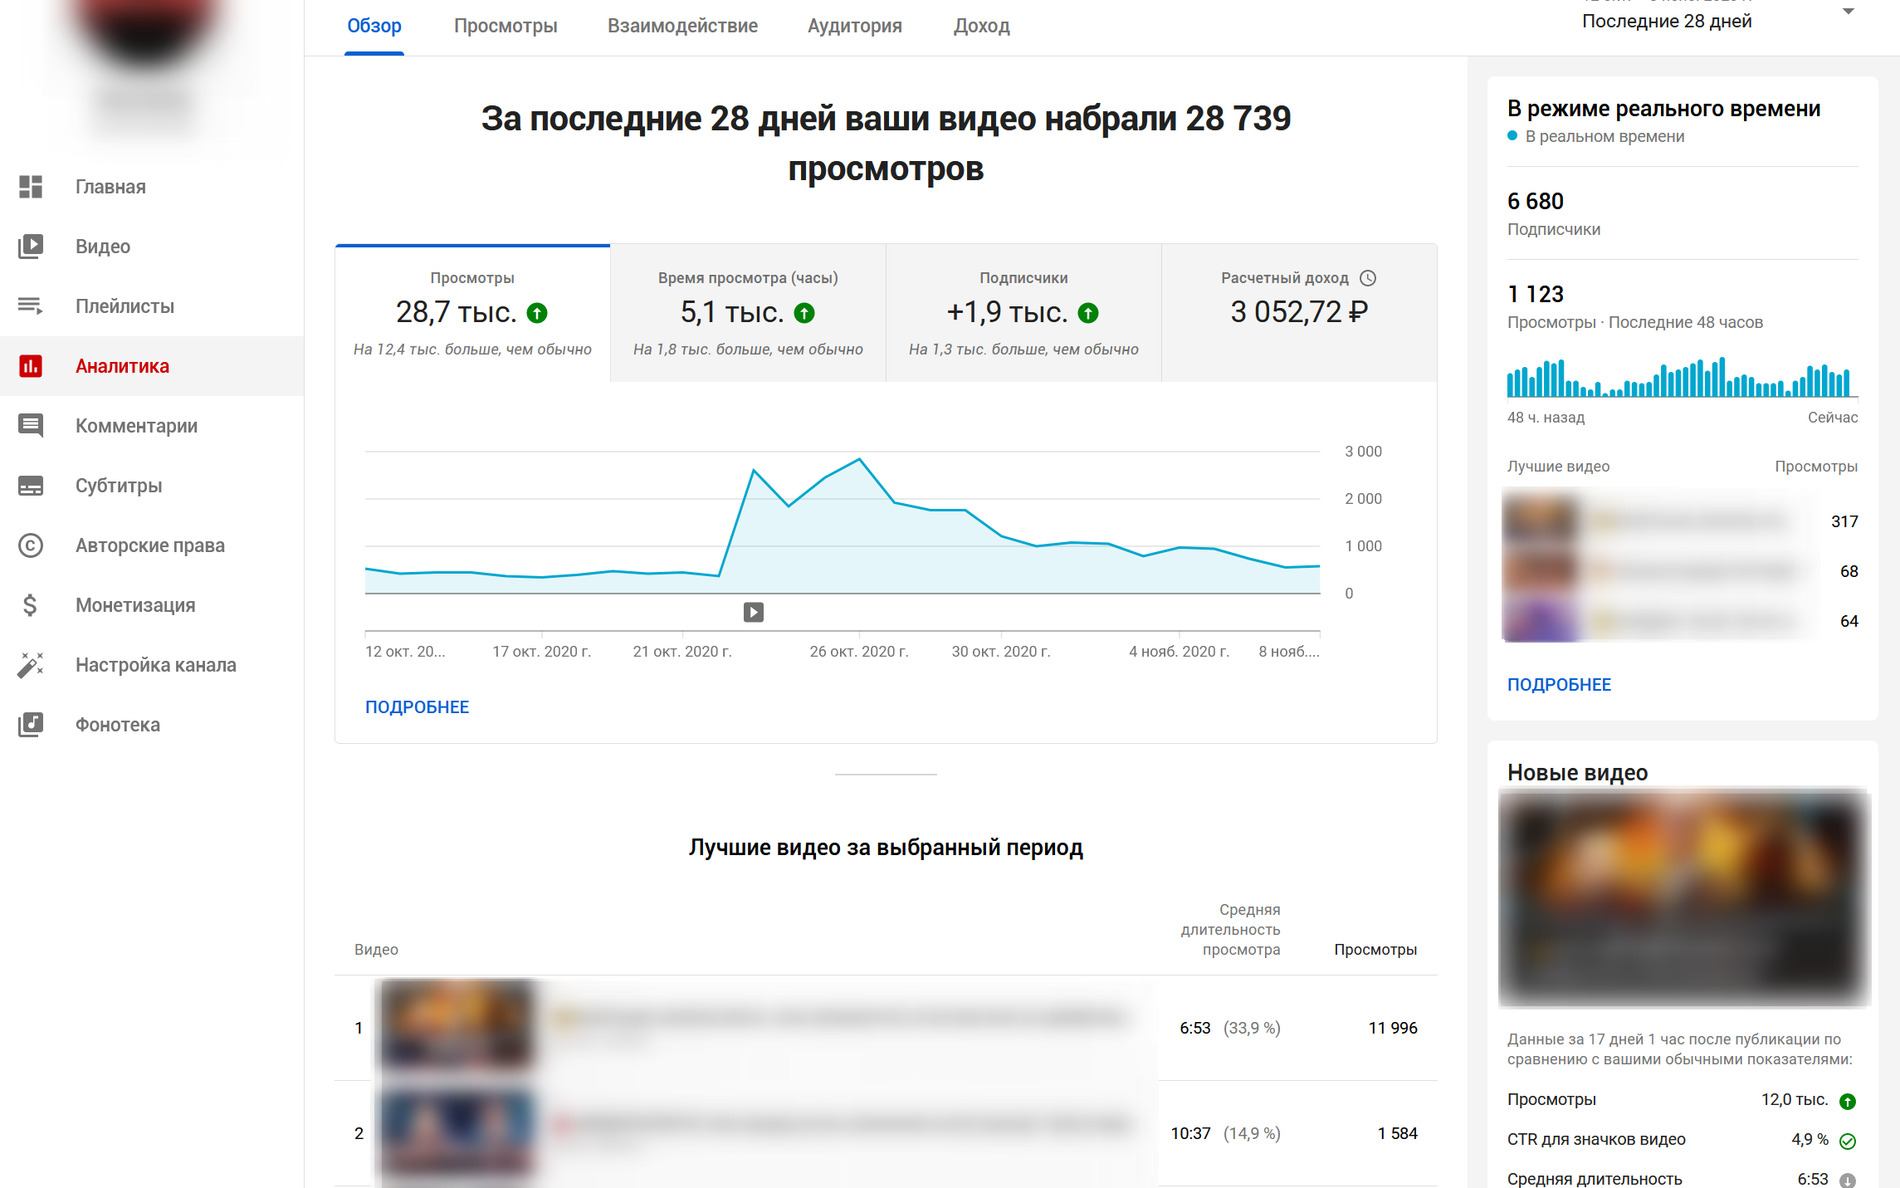 Обзор
Просмотры
Взаимодействие
Аудитория
Доход
Последние 28 дней
Главная
Видео
Плейлисты
Аналитика
Комментарии
Субтитры
Авторские права
Монетизация
Настройка канала
Фонотека
За последние 28 дней ваши видео набрали 28 739
просмотров
Просмотры
28,7 тыс.
На 12,4 тыс. больше, чем обычно
Время просмотра (часы)
5,1 тыс.
На 1,8 тыс. больше, чем обычно
Подписчики
+1,9 тыс.
На 1,3 тыс. больше, чем обычно
Расчетный доход
3 052,72 ₽
3 000
2 000
1 000
0
12 окт. 20...
17 окт. 2020 г.
21 окт. 2020 г.
26 окт. 2020 г.
30 окт. 2020 г.
4 нояб. 2020 г.
8 нояб....
ПОДРОБНЕЕ
Лучшие видео за выбранный период
Видео
Средняя
длительность
просмотра
Просмотры
1
6:53 (33,9 %)
11 996
2
10:37 (14,9 %)
1 584
В режиме реального времени
В реальном времени
6 680
Подписчики
1 123
Просмотры · Последние 48 часов
48 ч. назад
Сейчас
Лучшие видео
Просмотры
317
68
64
ПОДРОБНЕЕ
Новые видео
Данные за 17 дней 1 час после публикации по
сравнению с вашими обычными показателями:
Просмотры
12,0 тыс.
CTR для значков видео
4,9 %
Средняя длительность
6:53